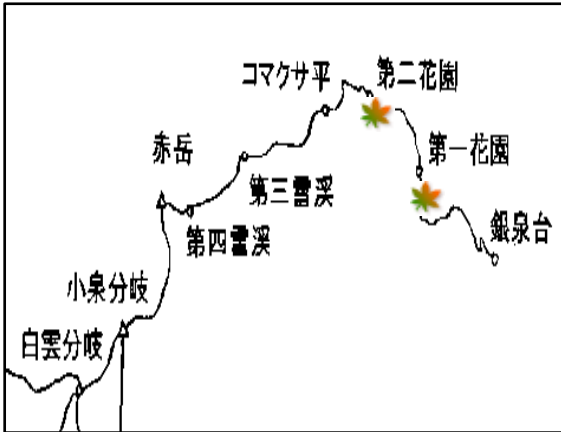 コマクサ平
第二花園
赤岳
第一花園
第三雪渓
銀泉台
第四雪渓
小泉分岐
白雲分岐